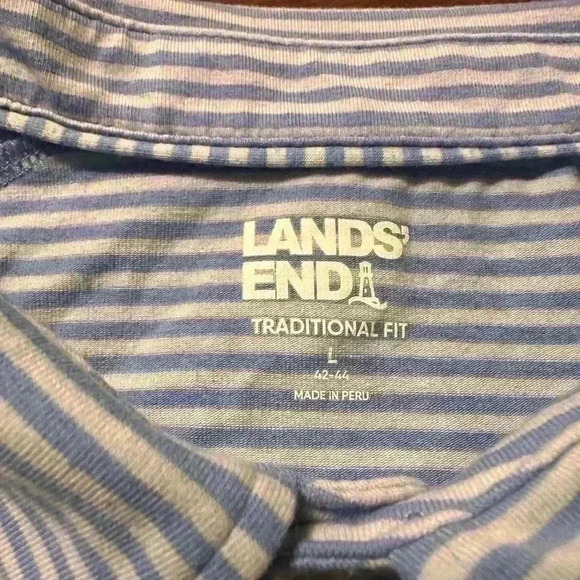 LANDS'
END
TRADITIONAL FIT
L
42-44
MADE IN PERU